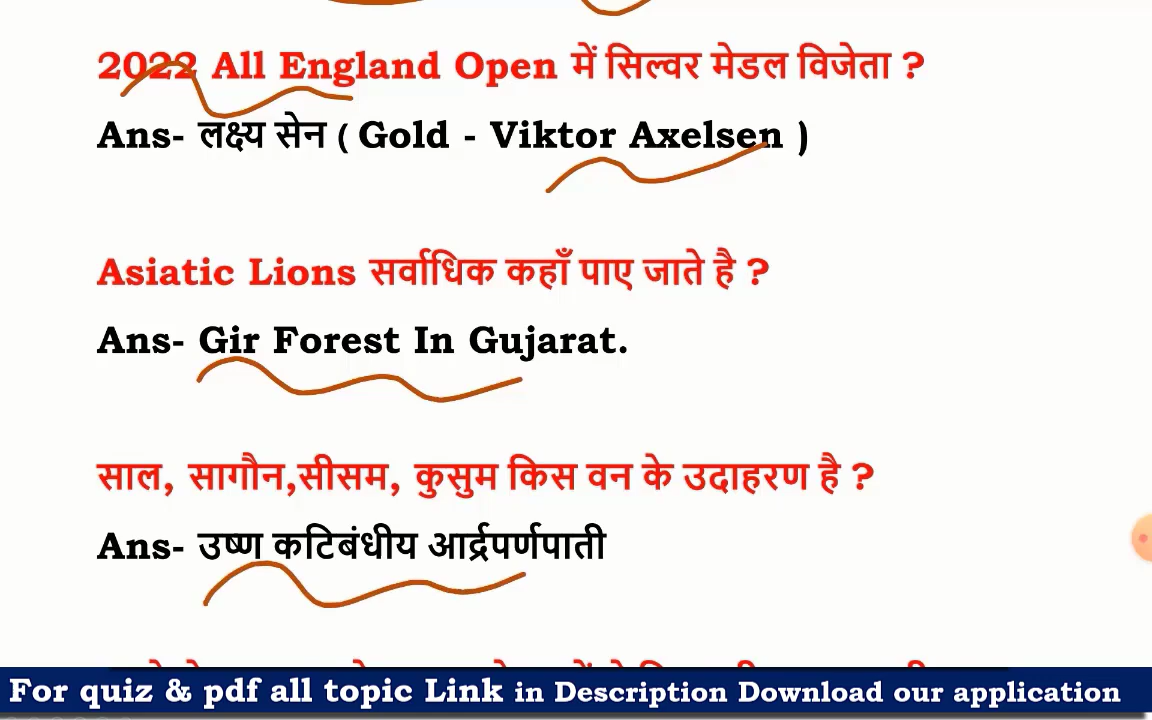 2022 All England Open में सिल्वर मेडल विजेता ?
Ans- लक्ष्य सेन ( Gold - Viktor Axelsen )
Asiatic Lions सर्वाधिक कहाँ पाए जाते है ?
Ans- Gir Forest In Gujarat.
साल, सागौन,सीसम, कुसुम किस वन के उदाहरण है ?
Ans- उष्ण कटिबंधीय आर्द्रपर्णपाती
For quiz & pdf all topic Link in Description Download our application